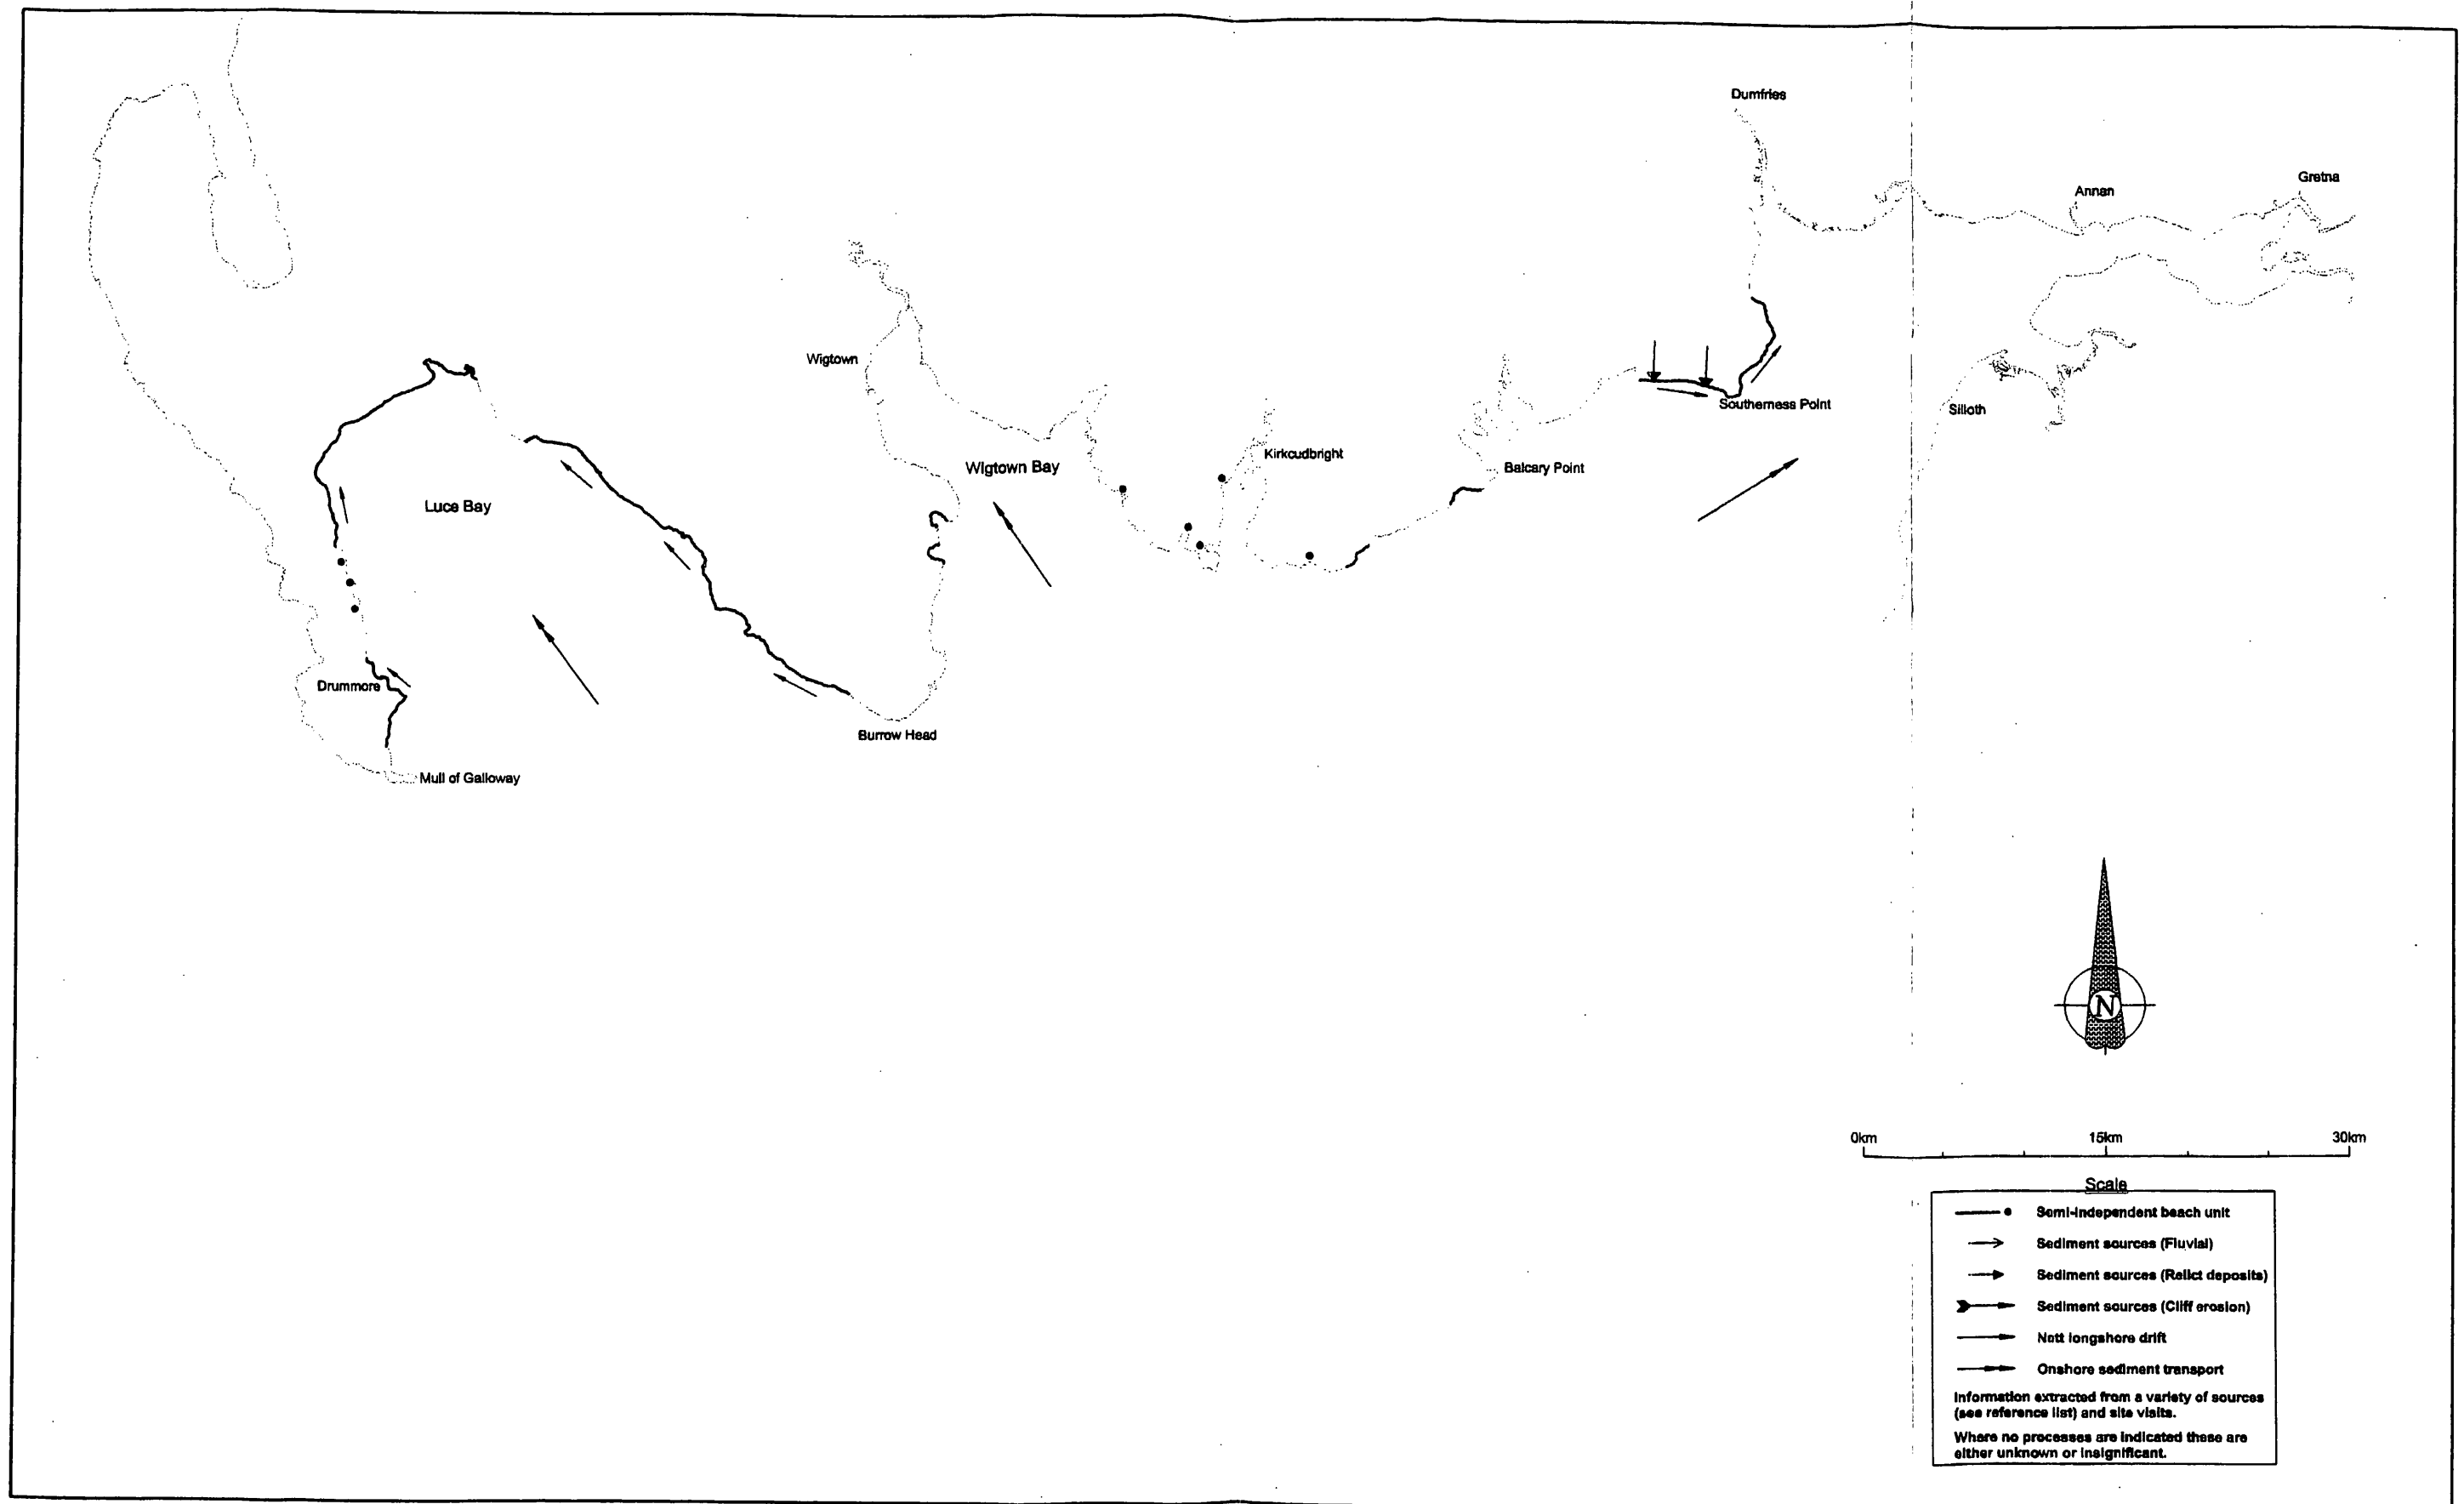 Dumfries
Gretna
Annan
Wigtown
Silloth
Southerness Point
Kirkcudbright
Wigtown Bay
Balcary Point
Luce Bay
Drummore
Burrow Head
Mull of Galloway
N
0km 15km 30km
Scale
Semi-independent beach unit
Sediment sources (Fluvial)
Sediment sources (Relict deposits)
Sediment sources (Cliff erosion)
Nett longshore drift
Onshore sediment transport
Information extracted from a variety of sources
(see reference list) and site visits.
Where no processes are indicated these are
either unknown or insignificant.